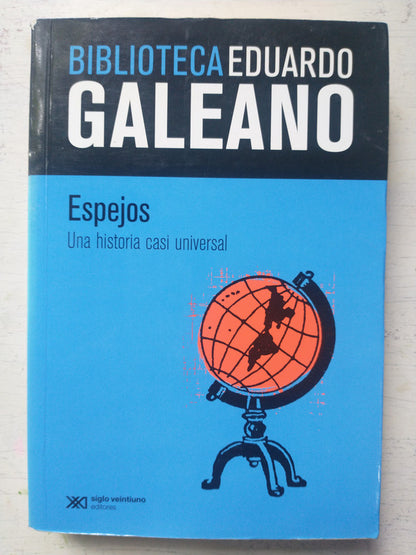 BIBLIOTECA EDUARDO
GALEANO
Espejos
Una historia casi universal
siglo veintiuno
editores